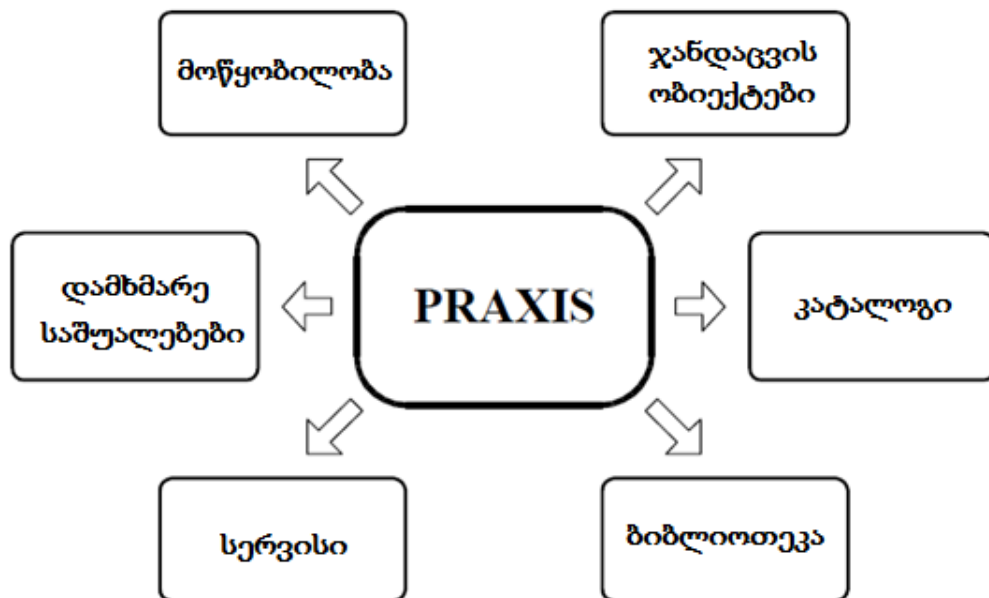 მოწყობილობა
ჯანდაცვის
ობიექტები
დამხმარე
საშუალებები
PRAXIS
კატალოგი
სერვისი
ბიბლიოთეკა